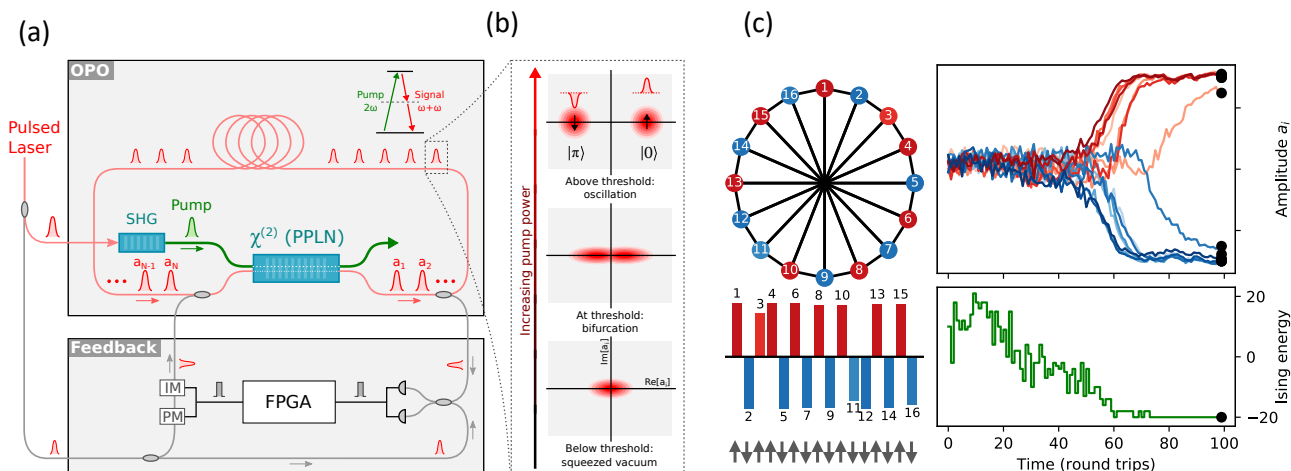 (a)
OPO
Pump
2ω
Signal
ω+ω
Pulsed
Laser
SHG
Pump
χ(2) (PPLN)
aN-1 aN
a1 a2
Feedback
IM
PM
FPGA
(b)
Increasing pump power
|π⟩ |0⟩
Above threshold:
oscillation
At threshold:
bifurcation
Im[ai]
Re[ai]
Below threshold:
squeezed vacuum
(c)
1
2
3
4
5
6
7
8
9
10
11
12
13
14
15
16
1 3 4 6 8 10 13 15
2 5 7 9 11 12 14 16
Amplitude ai
20
0
−20
Ising energy
0 20 40 60 80 100
Time (round trips)